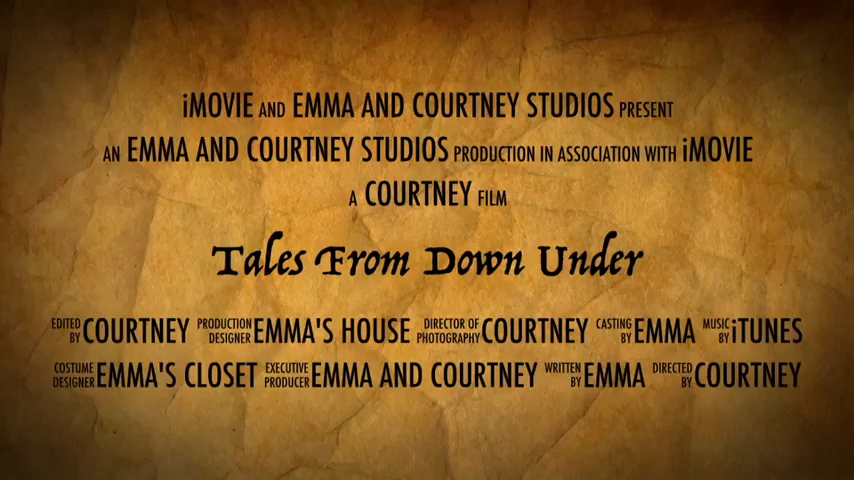 iMOVIE AND EMMA AND COURTNEY STUDIOS PRESENT
AN EMMA AND COURTNEY STUDIOS PRODUCTION IN ASSOCIATION WITH iMOVIE
A COURTNEY FILM
Tales From Down Under
EDITED BY COURTNEY PRODUCTION DESIGNER EMMA'S HOUSE DIRECTOR OF PHOTOGRAPHY COURTNEY CASTING BY EMMA MUSIC BY iTUNES
COSTUME DESIGNER EMMA'S CLOSET EXECUTIVE PRODUCER EMMA AND COURTNEY WRITTEN BY EMMA DIRECTED BY COURTNEY